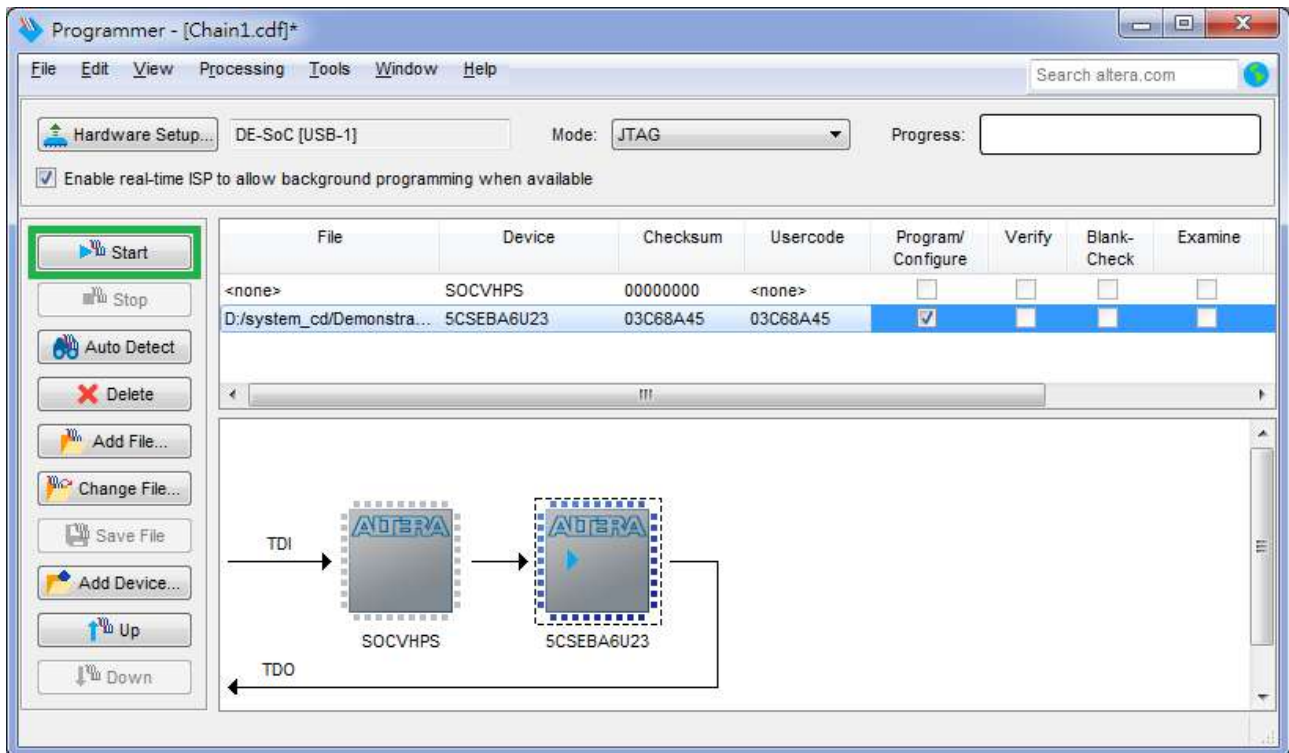 Programmer - [Chain1.cdf]*
File Edit View Processing Tools Window Help Search altera.com
Hardware Setup... DE-SoC [USB-1] Mode: JTAG Progress:
Enable real-time ISP to allow background programming when available
Start
Stop
Auto Detect
Delete
Add File...
Change File...
Save File
Add Device...
Up
Down
File Device Checksum Usercode Program/Configure Verify Blank-Check Examine
<none> SOCVHPS 00000000 <none>
D:/system_cd/Demonstra... 5CSEBA6U23 03C68A45 03C68A45
ALTERA ALTERA
TDI
SOCVHPS 5CSEBA6U23
TDO